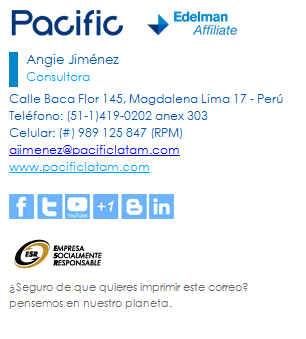 Pacific
Edelman
Affiliate
Angie Jiménez
Consultora
Calle Baca Flor 145, Magdalena Lima 17 - Perú
Teléfono: (51-1)419-0202 anex 303
Celular: (#) 989 125 847 (RPM)
ajimenez@pacificlatam.com
www.pacificlatam.com
f t You Tube +1 B in
ESR EMPRESA
SOCIALMENTE
RESPONSABLE
¿Seguro de que quieres imprimir este correo?
pensemos en nuestro planeta.